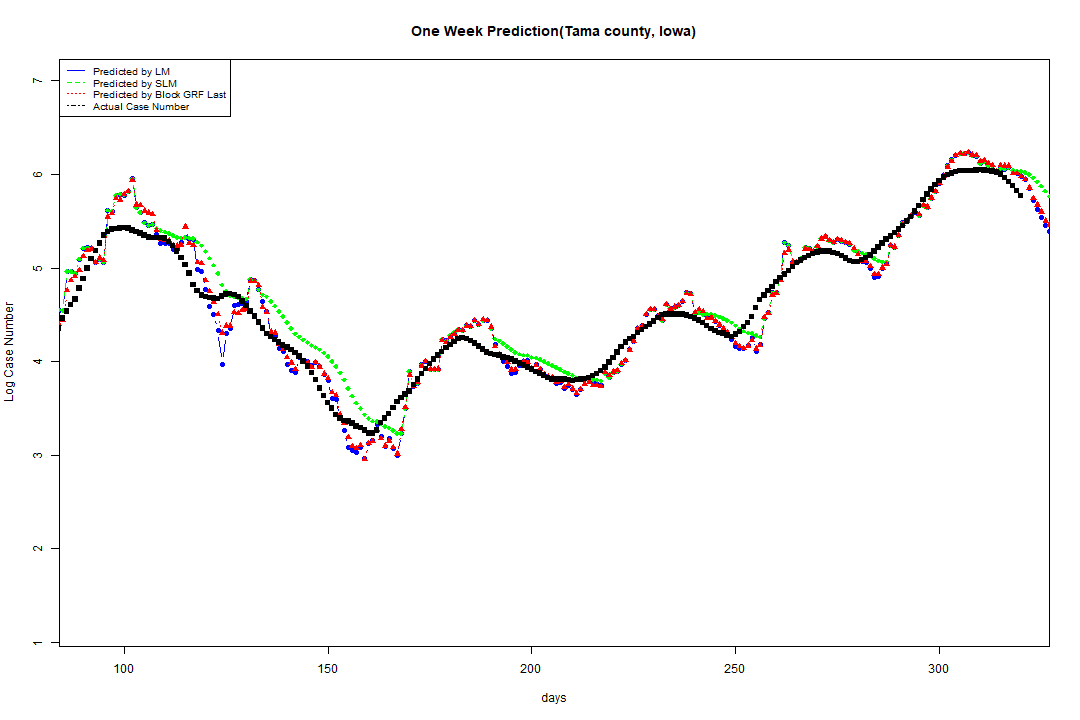 One Week Prediction(Tama county, Iowa)
Predicted by LM
Predicted by SLM
Predicted by Block GRF Last
Actual Case Number
7
6
5
4
3
2
1
Log Case Number
100 150 200 250 300
days